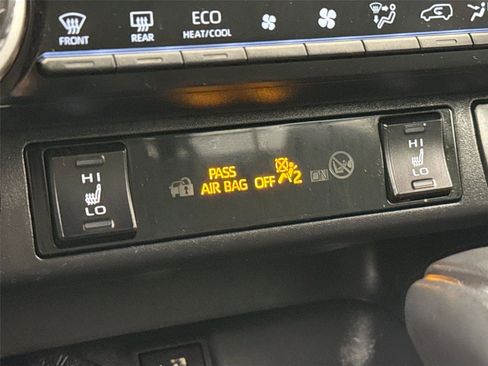 FRONT
REAR
ECO
HEAT/COOL
HI
LO
PASS
AIR BAG OFF 2
HI
LO